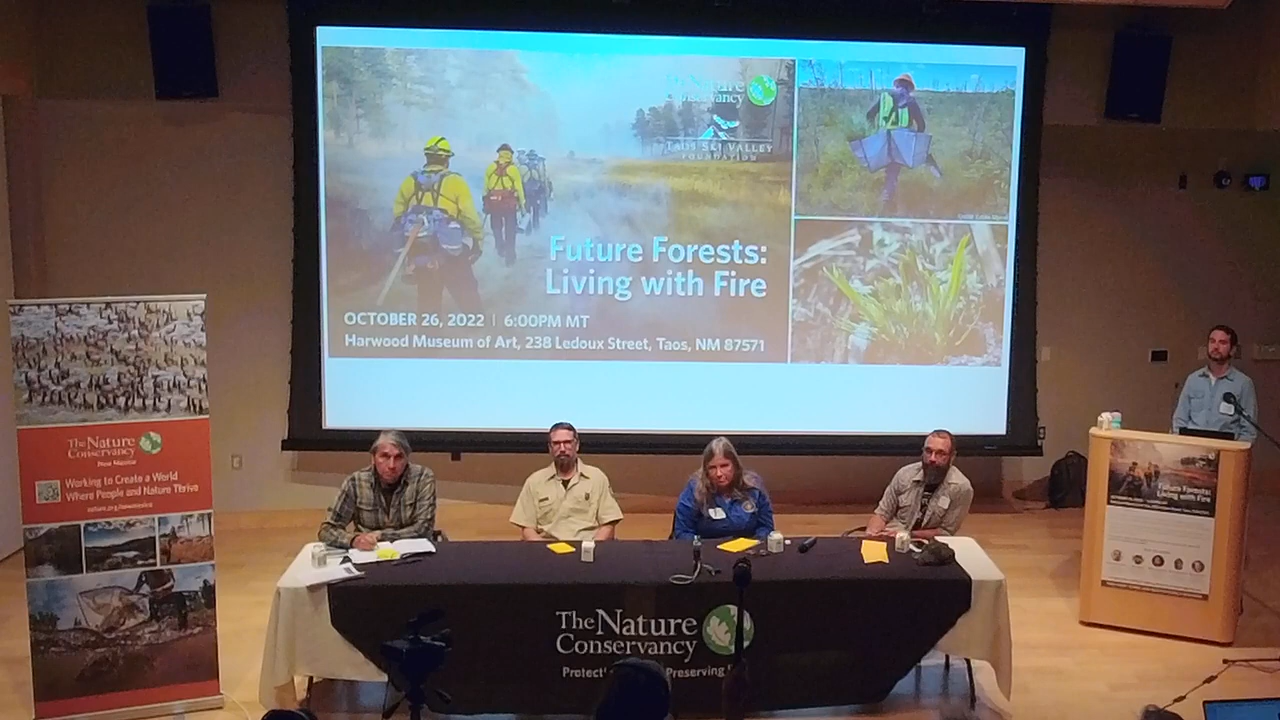 The Nature
Conservancy
TAOS SKI VALLEY
FOUNDATION
Future Forests:
Living with Fire
OCTOBER 26, 2022 | 6:00PM MT
Harwood Museum of Art, 238 Ledoux Street, Taos, NM 87571
The Nature
Conservancy
New Mexico
Working to Create a World
Where People and Nature Thrive
nature.org/newmexico
The Nature
Conservancy
Preserving
Future Forests:
Living with Fire